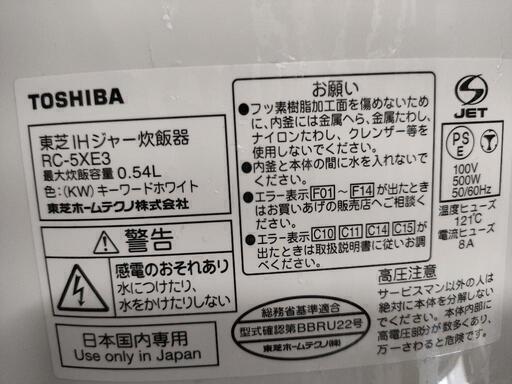 TOSHIBA
東芝IHジャー炊飯器
RC-5XE3
最大炊飯容量 0.54L
色:(KW)キーワードホワイト
東芝ホームテクノ株式会社
警告
感電のおそれあり
水につけたり、
水をかけたりしない
日本国内専用
Use only in Japan
お願い
●フッ素樹脂加工面を傷めないために、
内釜には金属へら、金属たわし、
ナイロンたわし、クレンザー等を
使用しないでください。
●内釜と本体の間に水を入れないで
ください。
●エラー表示F01～F14が出たとき
はお買いあげの販売店へご相談く
ださい。
●エラー表示C10 C11 C14 C15が
出たときは取扱説明書に従いお調
べください。
総務省基準適合
型式確認第BBRU22号
東芝ホームテクノ(株)
S
JET
PS
E
100V
500W
50/60Hz
温度ヒューズ
121℃
電流ヒューズ
8A
高圧注意
サービスマン以外の人は
絶対に本体を分解しない
でください。本体内部に
高電圧部分が数多くあり、
万一さわると危険です。